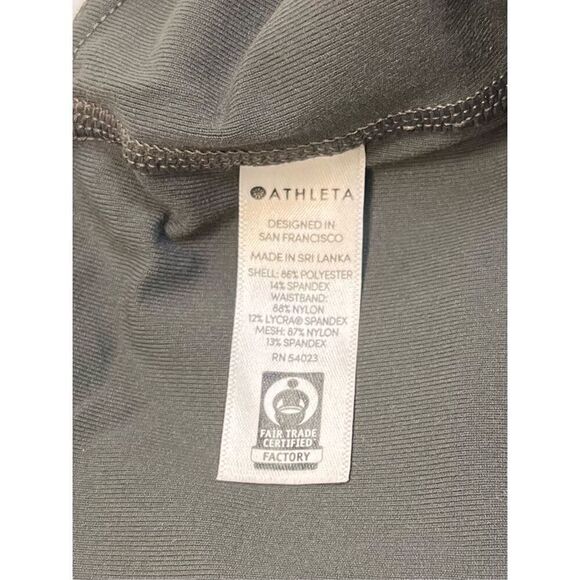 ATHLETA
DESIGNED IN
SAN FRANCISCO
MADE IN SRI LANKA
SHELL: 86% POLYESTER
14% SPANDEX
WAISTBAND:
88% NYLON
12% LYCRA® SPANDEX
MESH: 87% NYLON
13% SPANDEX
RN 54023
FAIR TRADE
CERTIFIED
FACTORY